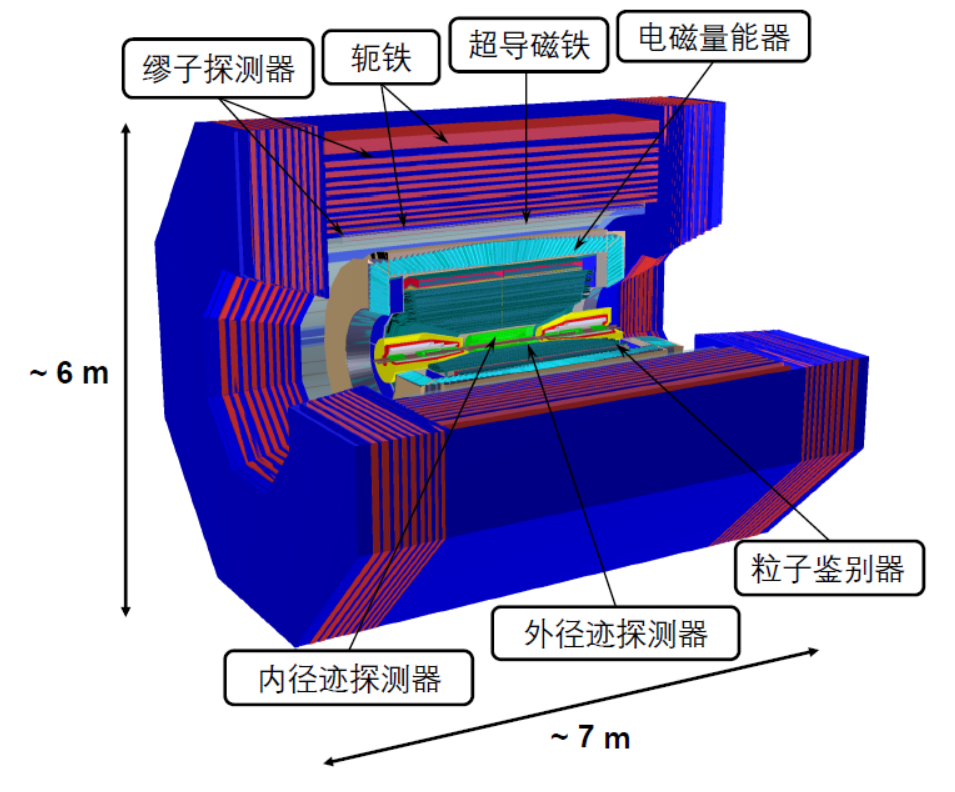 缪子探测器
轭铁
超导磁铁
电磁量能器
~ 6 m
粒子鉴别器
外径迹探测器
内径迹探测器
~ 7 m